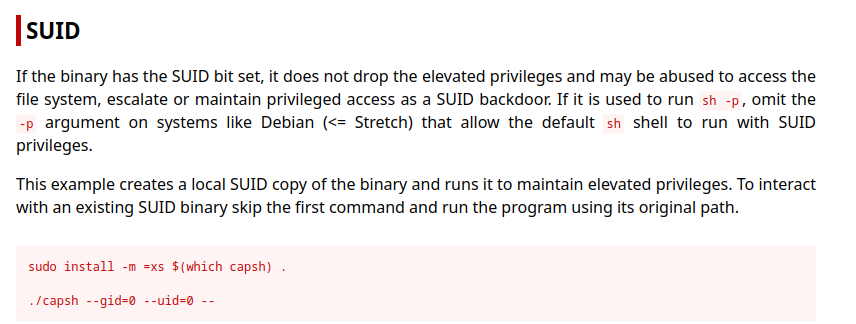 SUID
If the binary has the SUID bit set, it does not drop the elevated privileges and may be abused to access the
file system, escalate or maintain privileged access as a SUID backdoor. If it is used to run sh -p, omit the
-p argument on systems like Debian (<= Stretch) that allow the default sh shell to run with SUID
privileges.
This example creates a local SUID copy of the binary and runs it to maintain elevated privileges. To interact
with an existing SUID binary skip the first command and run the program using its original path.
sudo install -m =xs $(which capsh) .
./capsh --gid=0 --uid=0 --